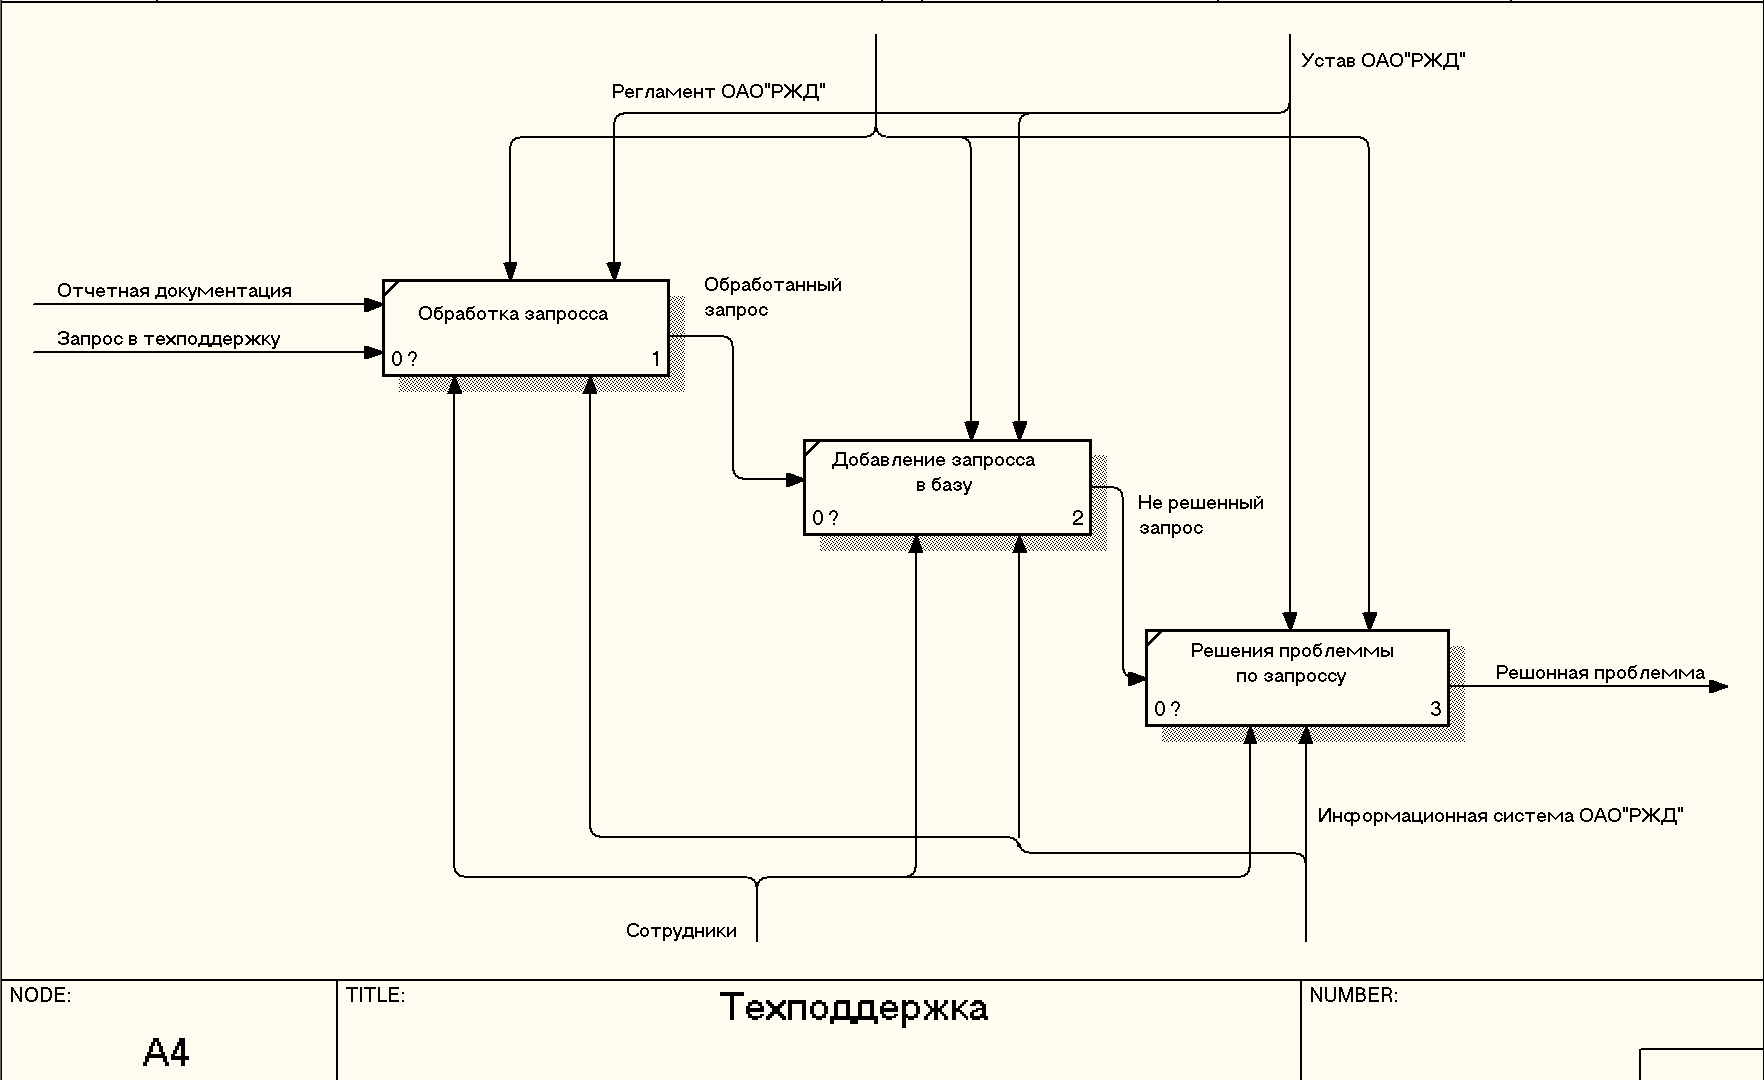 Устав ОАО"РЖД"
Регламент ОАО"РЖД"
Отчетная документация
Запрос в техподдержку
Обработка запросса
0 ?
1
Обработанный
запрос
Добавление запросса
в базу
0 ?
2
Не решенный
запрос
Решения проблеммы
по запроссу
0 ?
3
Решонная проблемма
Информационная система ОАО"РЖД"
Сотрудники
NODE:
TITLE:
NUMBER:
Техподдержка
A4